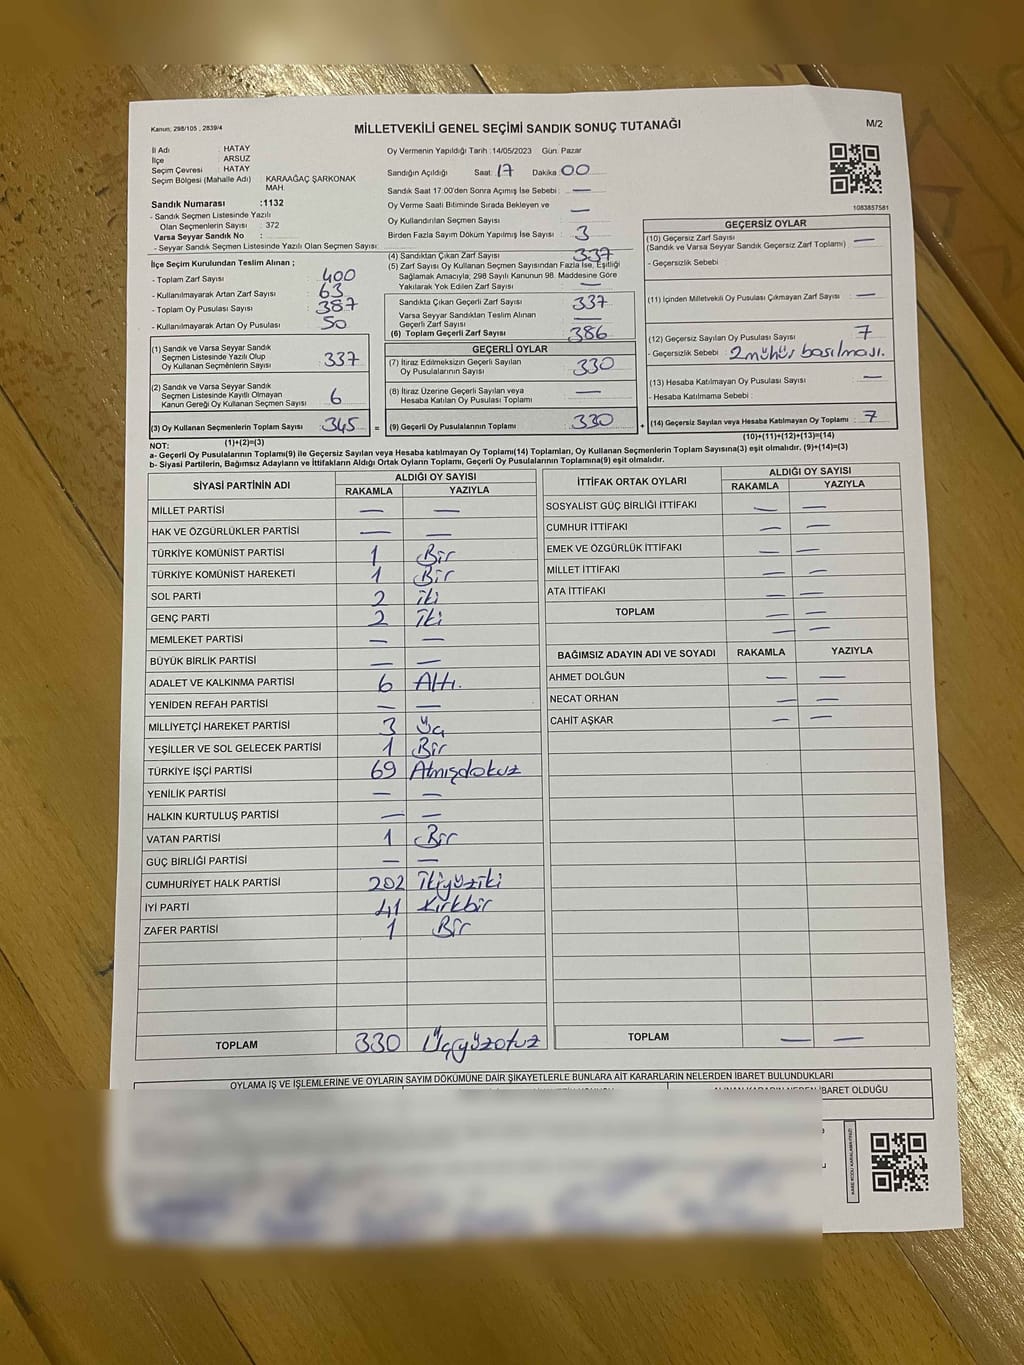 Kanun; 298/105 , 2839/4
MİLLETVEKİLİ GENEL SEÇİMİ SANDIK SONUÇ TUTANAĞI
M/2
İl Adı : HATAY
İlçe : ARSUZ
Seçim Çevresi : HATAY
Seçim Bölgesi (Mahalle Adı) : KARAAĞAÇ ŞARKONAK
MAH.
Sandık Numarası :1132
- Sandık Seçmen Listesinde Yazılı
Olan Seçmenlerin Sayısı : 372
Varsa Seyyar Sandık No :
- Seyyar Sandık Seçmen Listesinde Yazılı Olan Seçmen Sayısı:
İlçe Seçim Kurulundan Teslim Alınan ;
- Toplam Zarf Sayısı : 400
- Kullanılmayarak Artan Zarf Sayısı : 63
- Toplam Oy Pusulası Sayısı : 387
- Kullanılmayarak Artan Oy Pusulası : 50
(1) Sandık ve Varsa Seyyar Sandık
Seçmen Listesinde Yazılı Olup
Oy Kullanan Seçmenlerin Sayısı : 337
(2) Sandık ve Varsa Seyyar Sandık
Seçmen Listesinde Kayıtlı Olmayan
Kanun Gereği Oy Kullanan Seçmen Sayısı : 6
(3) Oy Kullanan Seçmenlerin Toplam Sayısı : 345
Oy Vermenin Yapıldığı Tarih :14/05/2023 Gün: Pazar
Sandığın Açıldığı Saat: 17 Dakika: 00
Sandık Saat 17:00'den Sonra Açımış İse Sebebi : —
Oy Verme Saati Bitiminde Sırada Bekleyen ve
Oy Kullandırılan Seçmen Sayısı : —
Birden Fazla Sayım Döküm Yapılmış İse Sayısı : 3
(4) Sandıktan Çıkan Zarf Sayısı : 337
(5) Zarf Sayısı Oy Kullanan Seçmen Sayısından Fazla İse, Eşitliği
Sağlamak Amacıyla, 298 Sayılı Kanunun 98. Maddesine Göre
Yakılarak Yok Edilen Zarf Sayısı : —
Sandıkta Çıkan Geçerli Zarf Sayısı : 337
Varsa Seyyar Sandıktan Teslim Alınan
Geçerli Zarf Sayısı : —
(6) Toplam Geçerli Zarf Sayısı : 386
GEÇERLİ OYLAR
(7) İtiraz Edilmeksizin Geçerli Sayılan
Oy Pusulalarının Sayısı : 330
(8) İtiraz Üzerine Geçerli Sayılan veya
Hesaba Katılan Oy Pusulası Toplamı : —
= (9) Geçerli Oy Pusulalarının Toplamı : 330 +
1083857581
GEÇERSİZ OYLAR
(10) Geçersiz Zarf Sayısı
(Sandık ve Varsa Seyyar Sandık Geçersiz Zarf Toplamı) : —
- Geçersizlik Sebebi :
(11) İçinden Milletvekili Oy Pusulası Çıkmayan Zarf Sayısı : —
(12) Geçersiz Sayılan Oy Pusulası Sayısı : 7
- Geçersizlik Sebebi : 2 mühür basılması.
(13) Hesaba Katılmayan Oy Pusulası Sayısı : —
- Hesaba Katılmama Sebebi :
(14) Geçersiz Sayılan veya Hesaba Katılmayan Oy Toplamı : 7
NOT: (1)+(2)=(3) (10)+(11)+(12)+(13)=(14)
a- Geçerli Oy Pusulalarının Toplamı(9) ile Geçersiz Sayılan veya Hesaba katılmayan Oy Toplamı(14) Toplamları, Oy Kullanan Seçmenlerin Toplam Sayısına(3) eşit olmalıdır. (9)+(14)=(3)
b- Siyasi Partilerin, Bağımsız Adayların ve İttifakların Aldığı Ortak Oyların Toplamı, Geçerli Oy Pusulalarının Toplamına(9) eşit olmalıdır.
SİYASİ PARTİNİN ADI ALDIĞI OY SAYISI
RAKAMLA YAZIYLA
MİLLET PARTİSİ — —
HAK VE ÖZGÜRLÜKLER PARTİSİ — —
TÜRKİYE KOMÜNİST PARTİSİ 1 Bir
TÜRKİYE KOMÜNİST HAREKETİ 1 Bir
SOL PARTİ 2 İki
GENÇ PARTİ 2 İki
MEMLEKET PARTİSİ — —
BÜYÜK BİRLİK PARTİSİ — —
ADALET VE KALKINMA PARTİSİ 6 Altı.
YENİDEN REFAH PARTİSİ — —
MİLLİYETÇİ HAREKET PARTİSİ 3 Üç
YEŞİLLER VE SOL GELECEK PARTİSİ 1 Bir
TÜRKİYE İŞÇİ PARTİSİ 69 Atmışdokuz
YENİLİK PARTİSİ — —
HALKIN KURTULUŞ PARTİSİ — —
VATAN PARTİSİ 1 Bir
GÜÇ BİRLİĞİ PARTİSİ — —
CUMHURİYET HALK PARTİSİ 202 İkiyüziki
İYİ PARTİ 41 Kırkbir
ZAFER PARTİSİ 1 Bir
TOPLAM 330 Üçyüzotuz
İTTİFAK ORTAK OYLARI ALDIĞI OY SAYISI
RAKAMLA YAZIYLA
SOSYALIST GÜÇ BİRLİĞİ İTTİFAKI — —
CUMHUR İTTİFAKI — —
EMEK VE ÖZGÜRLÜK İTTİFAKI — —
MİLLET İTTİFAKI — —
ATA İTTİFAKI — —
TOPLAM — —
— —
BAĞIMSIZ ADAYIN ADI VE SOYADI RAKAMLA YAZIYLA
AHMET DOLĞUN — —
NECAT ORHAN — —
CAHİT AŞKAR — —
TOPLAM — —
OYLAMA İŞ VE İŞLEMLERİNE VE OYLARIN SAYIM DÖKÜMÜNE DAİR ŞİKAYETLERLE BUNLARA AİT KARARLARIN NELERDEN İBARET BULUNDUKLARI
ALINAN KARARIN NEDEN İBARET OLDUĞU